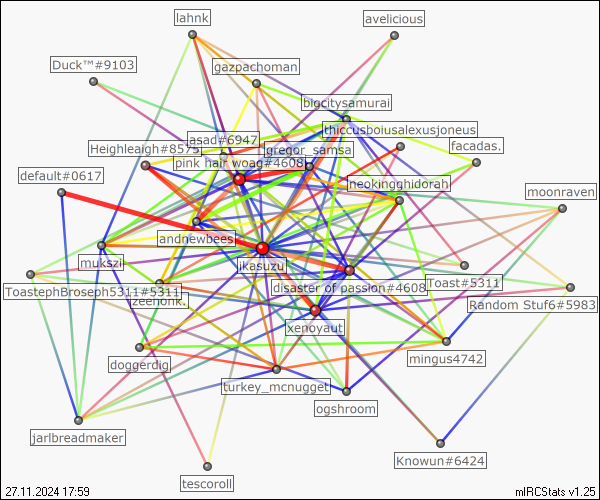 lahnk
avelicious
Duck™#9103
gazpachoman
bigcitysamurai
thiccusboiusalexusjoneus
asad#6947
Heighleaigh#8575
gregor_samsa
facadas.
pink hair woag#4608
default#0617
neokingghidorah
moonraven
andnewbees
mukszi
jikasuzu
ToastephBroseph5311#5311
disaster of passion#4608
Toast#5311
zeehonk.
Random Stuf6#5983
xenoyaut
doggerdig
mingus4742
turkey_mcnugget
ogshroom
jarlbreadmaker
Knowun#6424
tescoroll
27.11.2024 17:59
mIRCStats v1.25